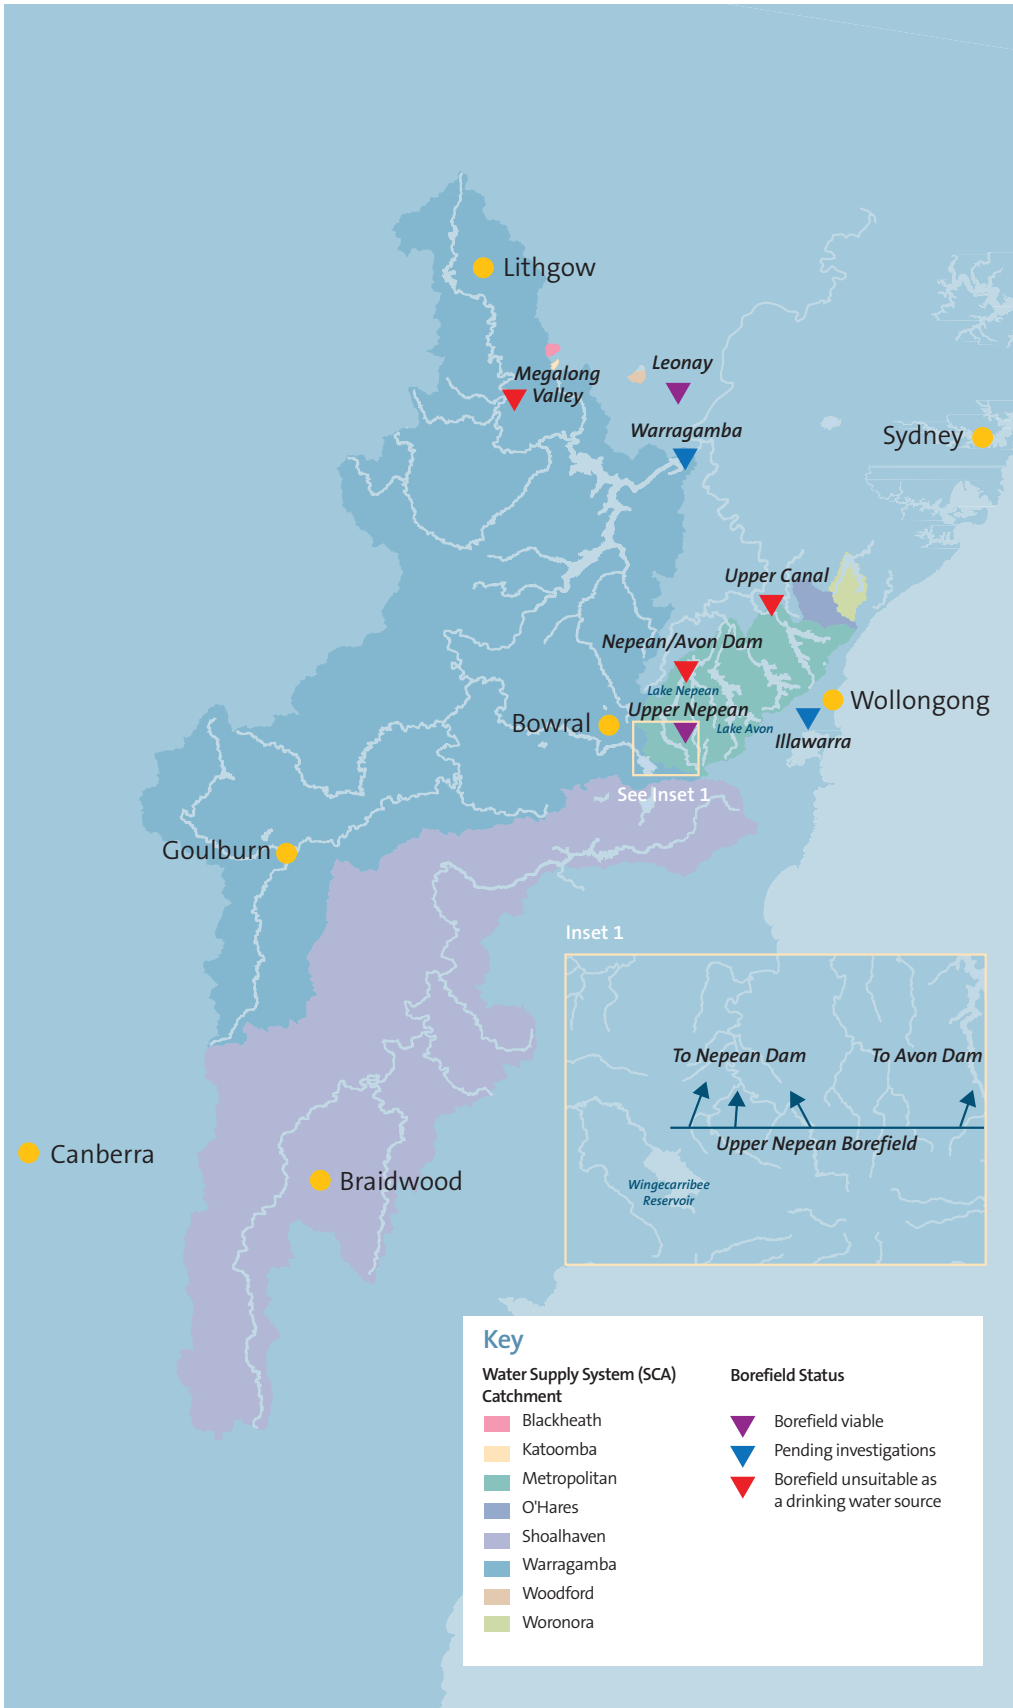 Lithgow
Leonay
Megalong
Valley
Warragamba
Sydney
Upper Canal
Nepean/Avon Dam
Lake Nepean
Upper Nepean
Wollongong
Bowral
Lake Avon
Illawarra
See Inset 1
Goulburn
Inset 1
To Nepean Dam
To Avon Dam
Upper Nepean Borefield
Canberra
Braidwood
Wingecarribee
Reservoir
Key
Water Supply System (SCA)
Catchment
Blackheath
Katoomba
Metropolitan
O'Hares
Shoalhaven
Warragamba
Woodford
Woronora
Borefield Status
Borefield viable
Pending investigations
Borefield unsuitable as
a drinking water source